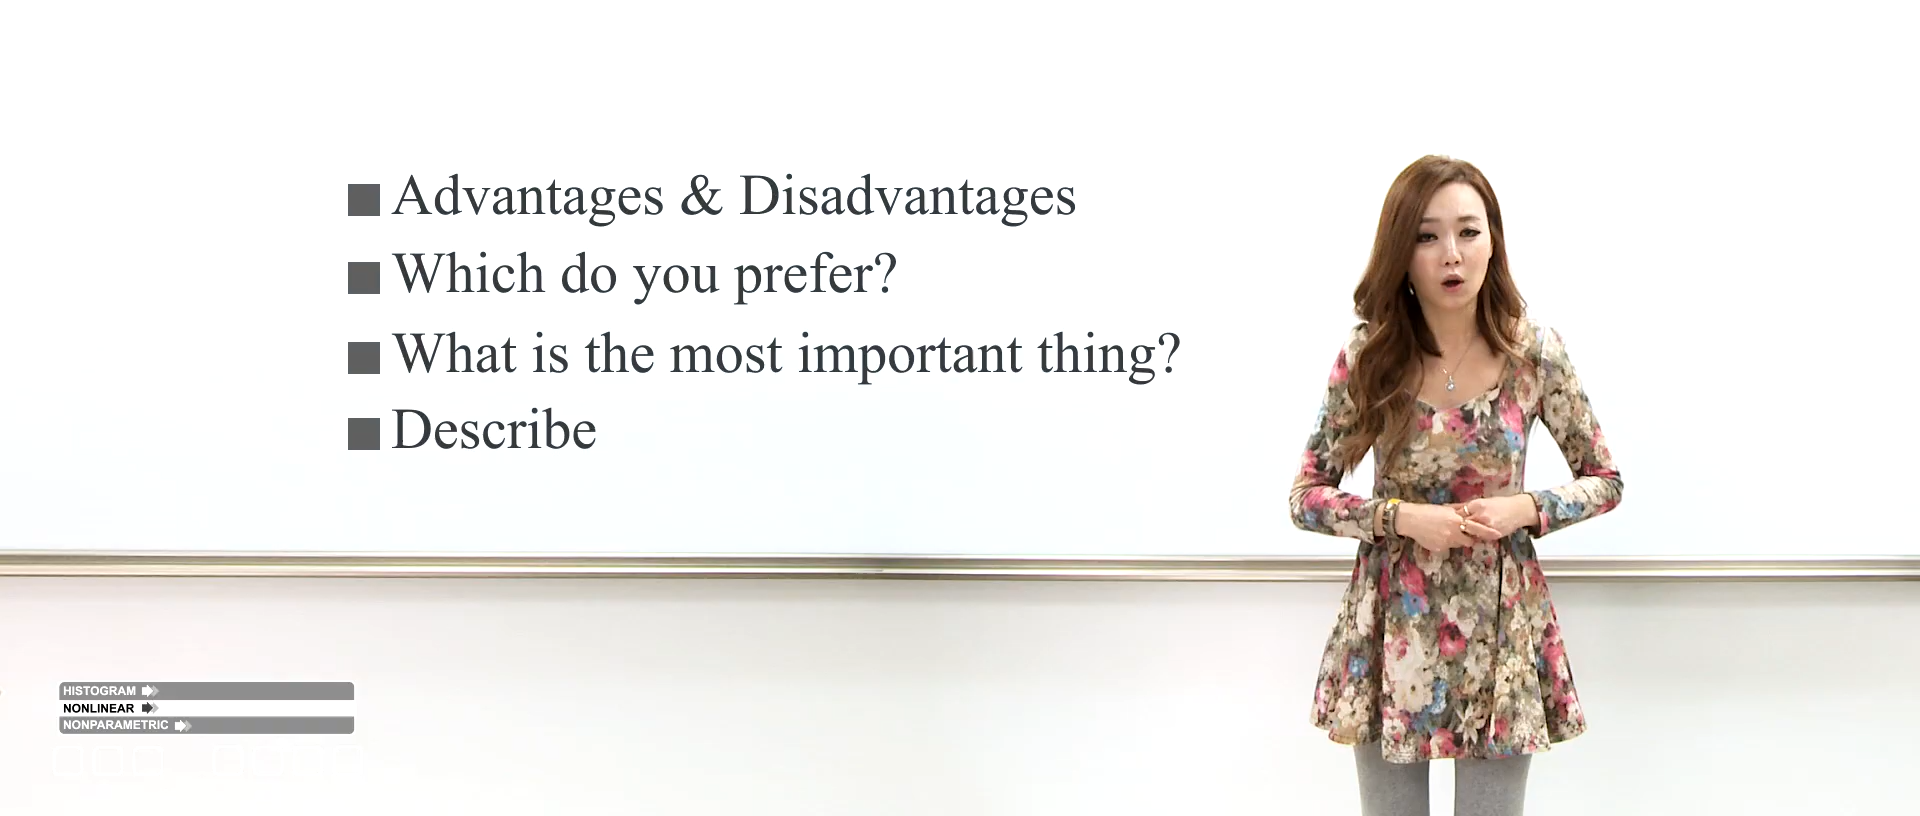 Advantages & Disadvantages
Which do you prefer?
What is the most important thing?
Describe
HISTOGRAM
NONLINEAR
NONPARAMETRIC